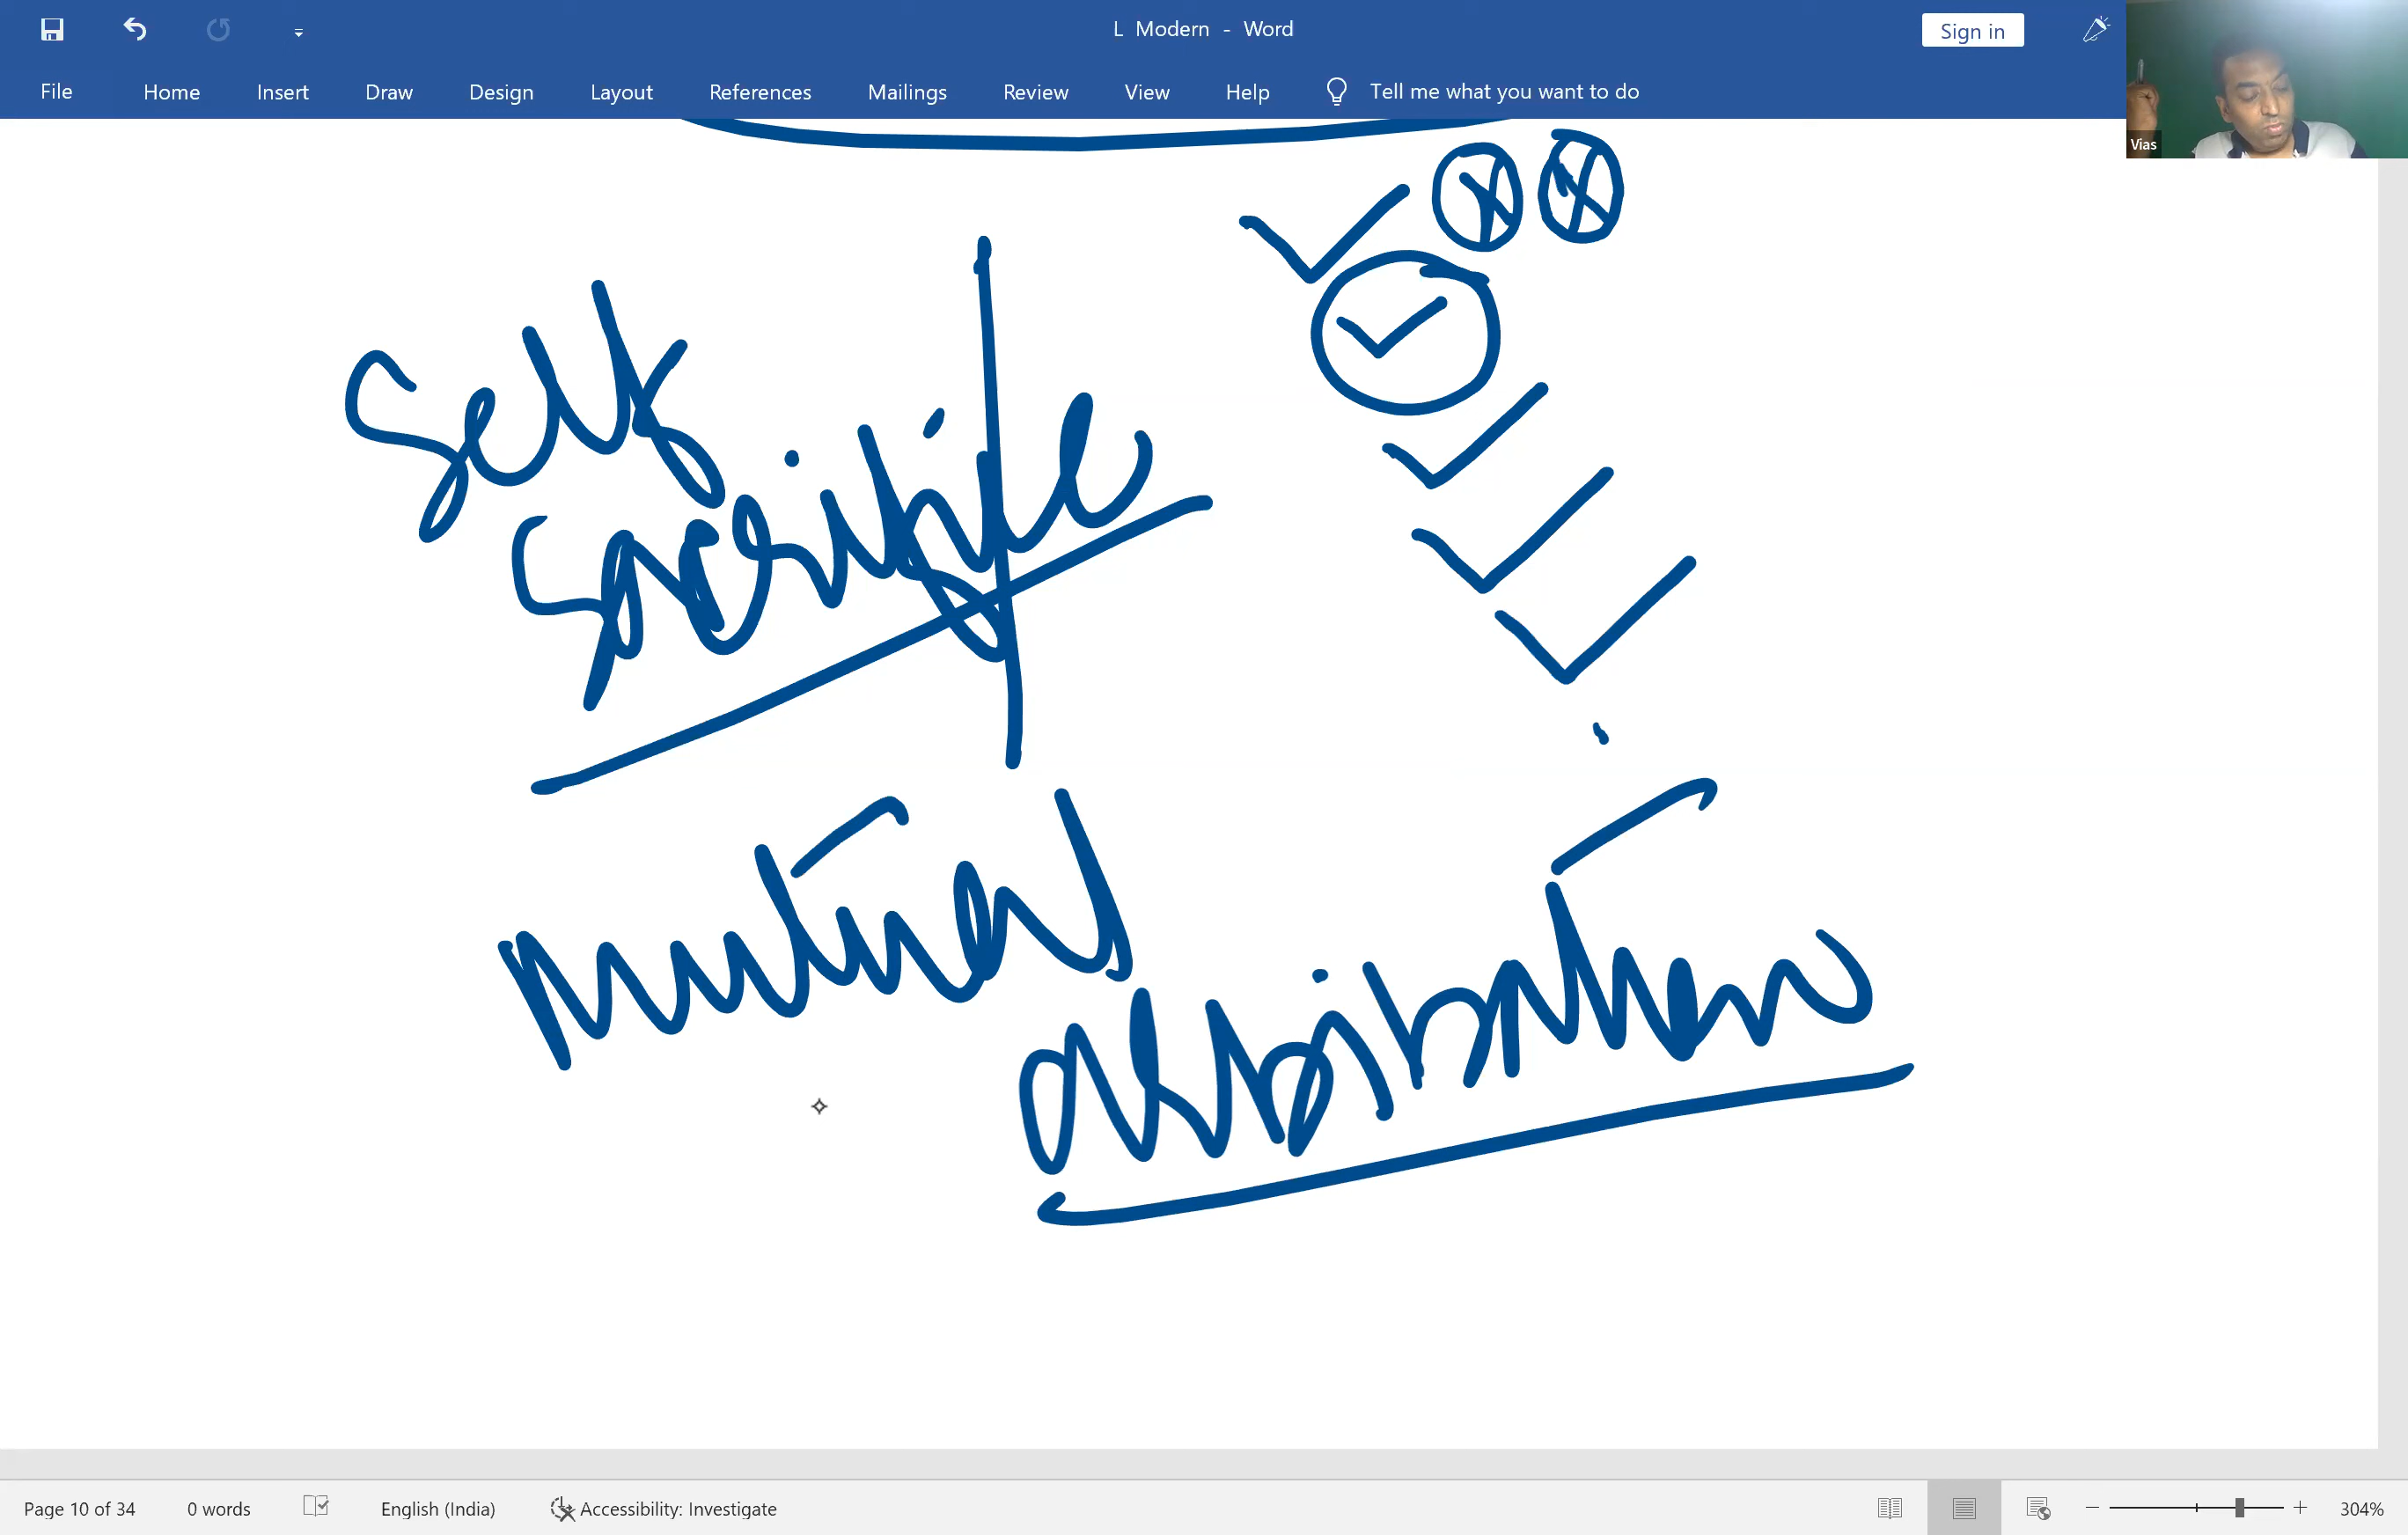 L Modern - Word
Sign in
File Home Insert Draw Design Layout References Mailings Review View Help Tell me what you want to do
Vias
Self
Sacrifice
mutual
arbibation
Page 10 of 34 0 words English (India) Accessibility: Investigate 304%